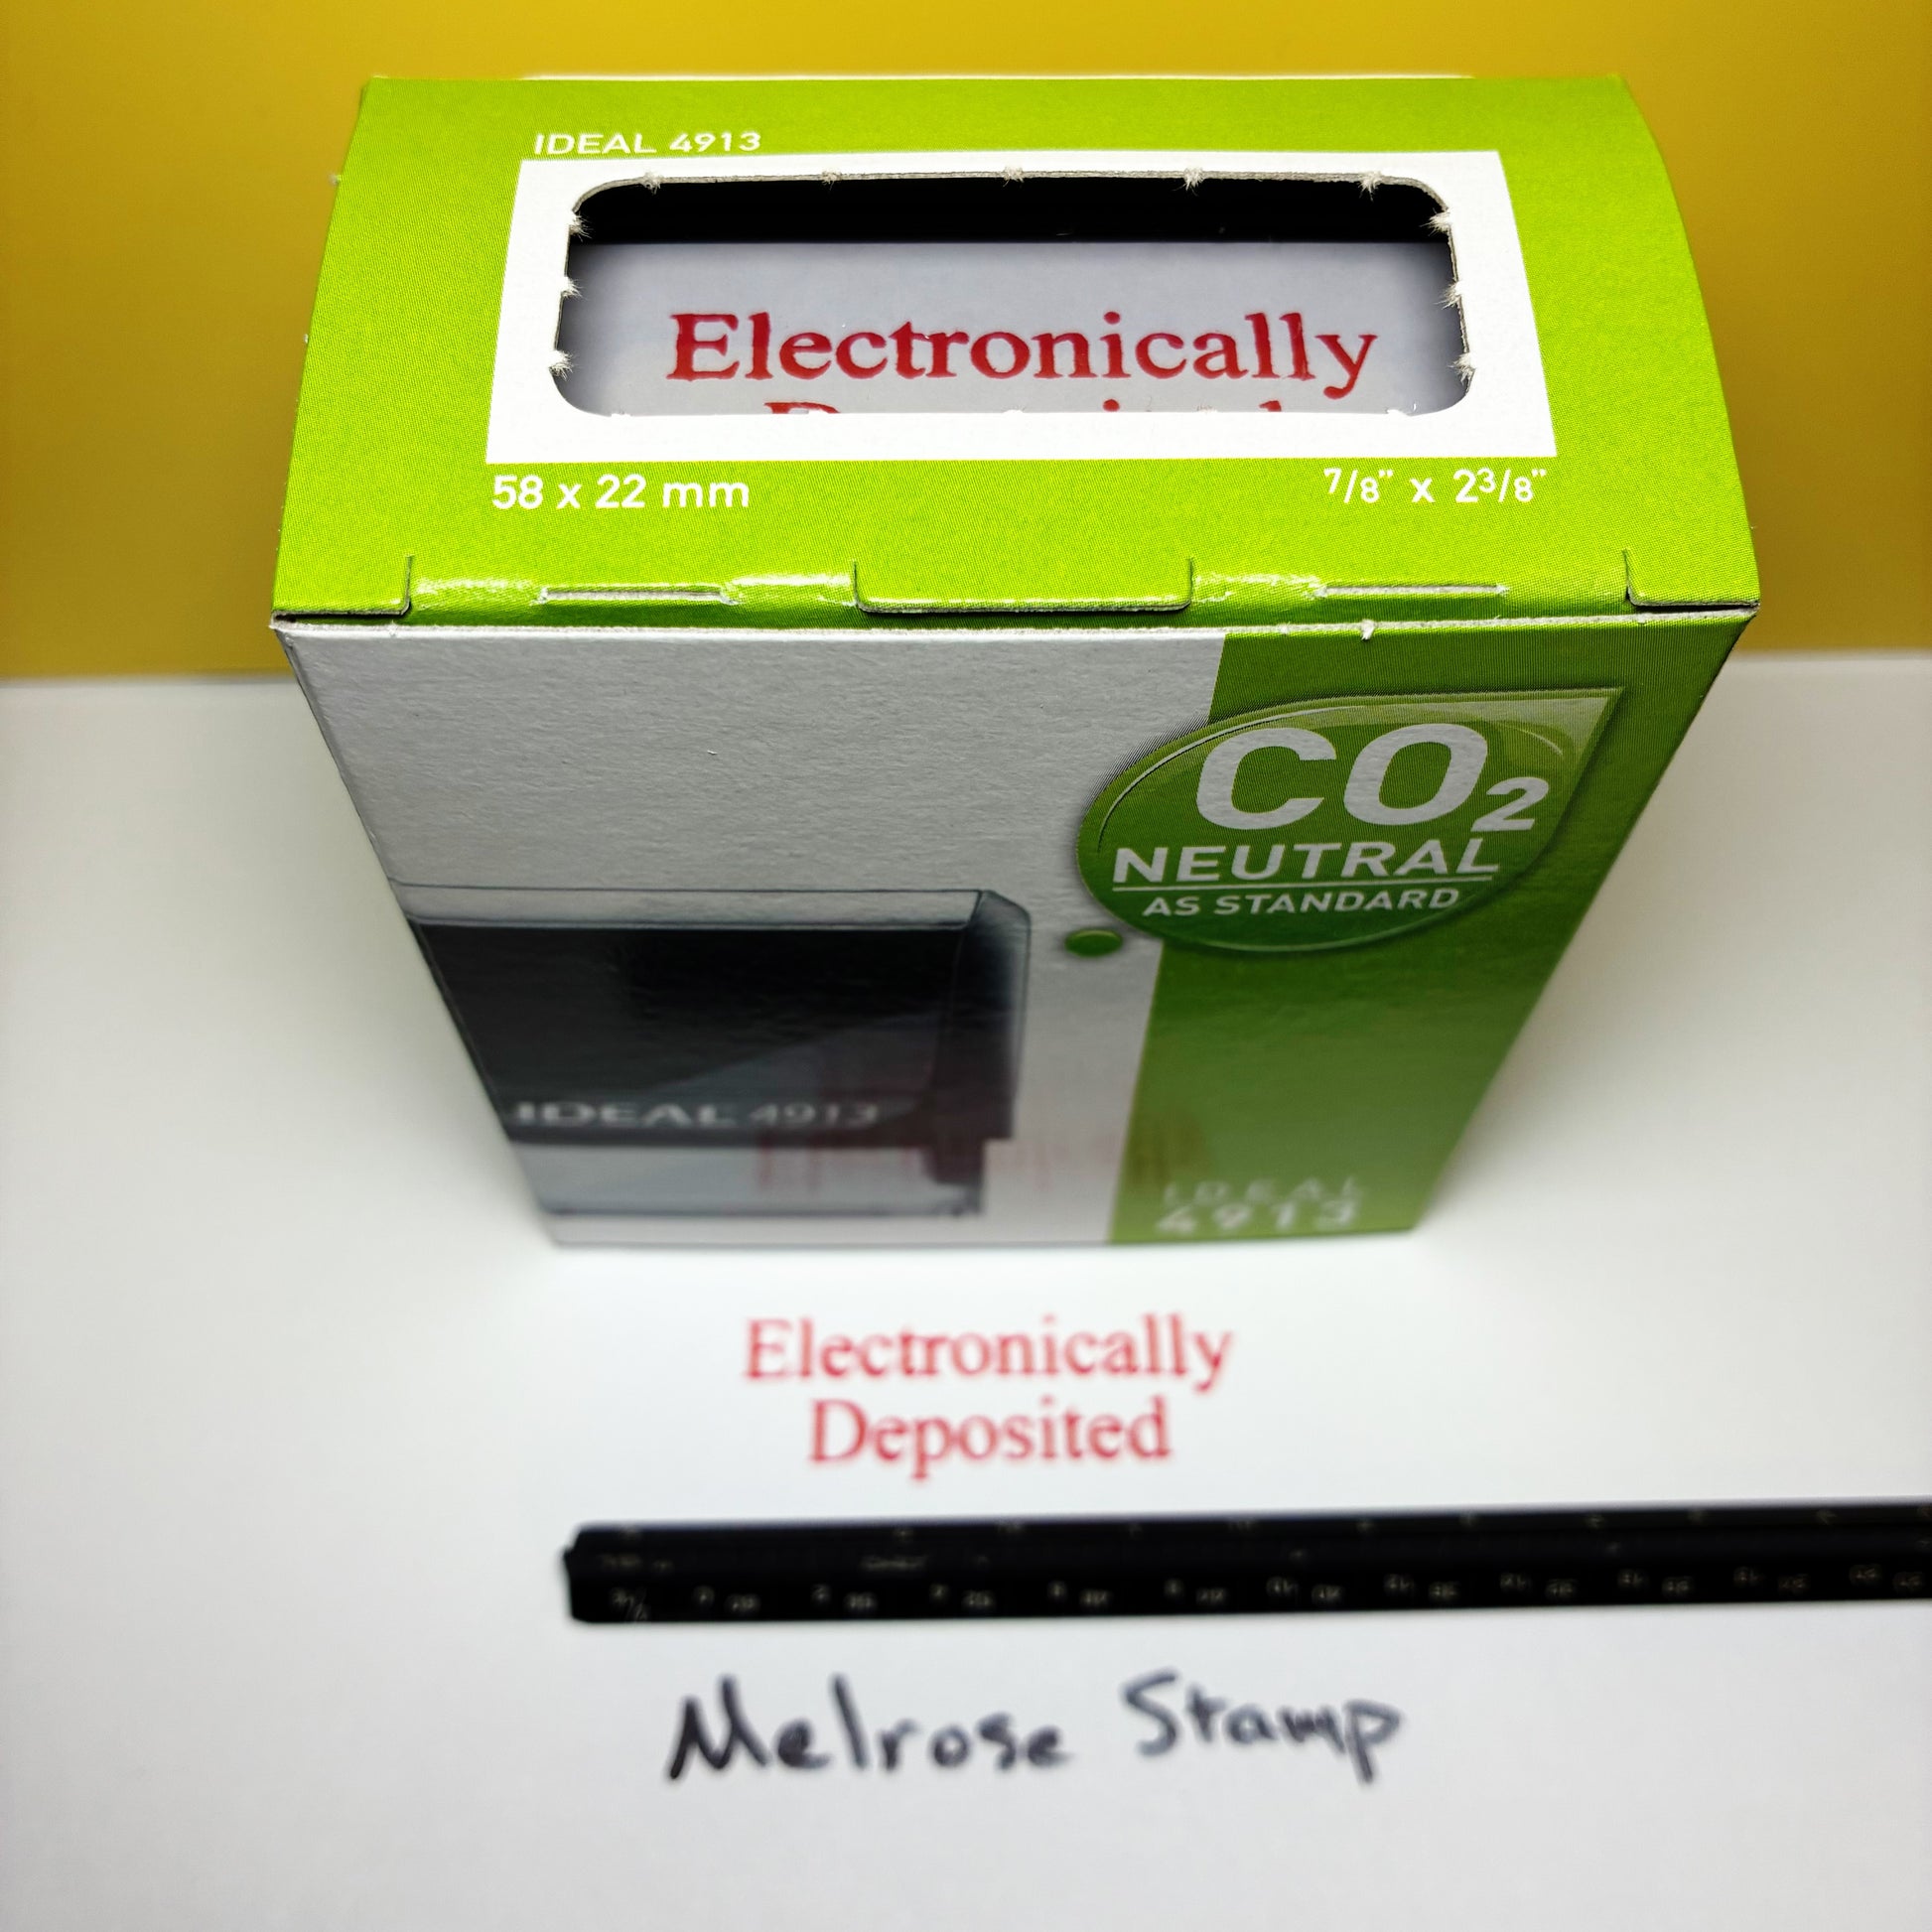 IDEAL 4913
Electronically
58 x 22 mm
7/8" x 2 3/8"
CO2
NEUTRAL
AS STANDARD
IDEAL 4913
IDEAL
4913
Electronically
Deposited
Melrose Stamp